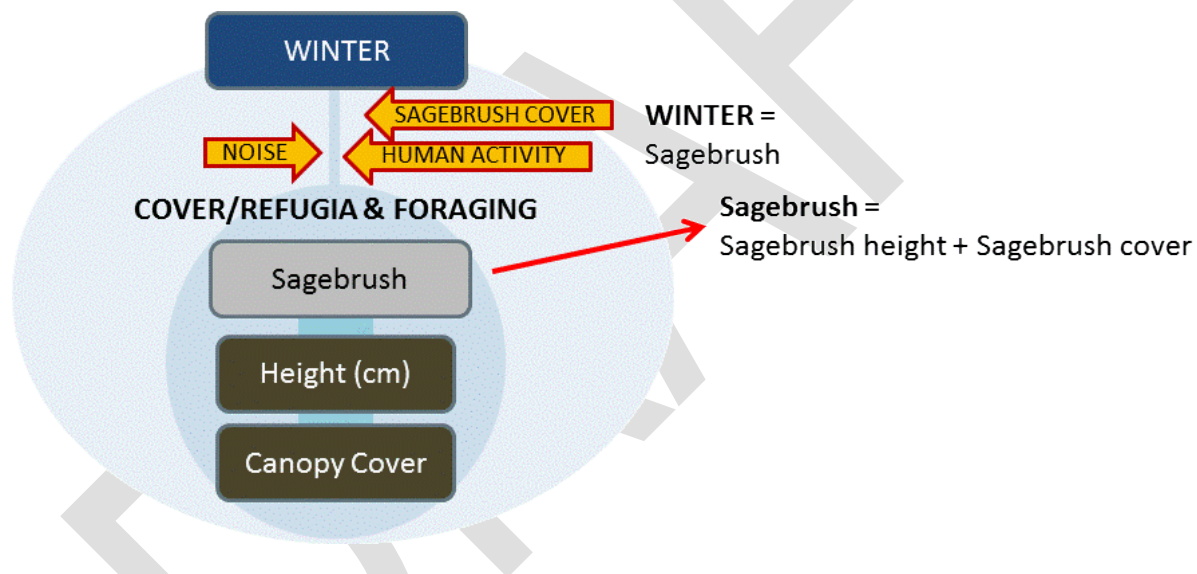 WINTER
SAGEBRUSH COVER
NOISE
HUMAN ACTIVITY
COVER/REFUGIA & FORAGING
Sagebrush
Height (cm)
Canopy Cover
WINTER =
Sagebrush
Sagebrush =
Sagebrush height + Sagebrush cover